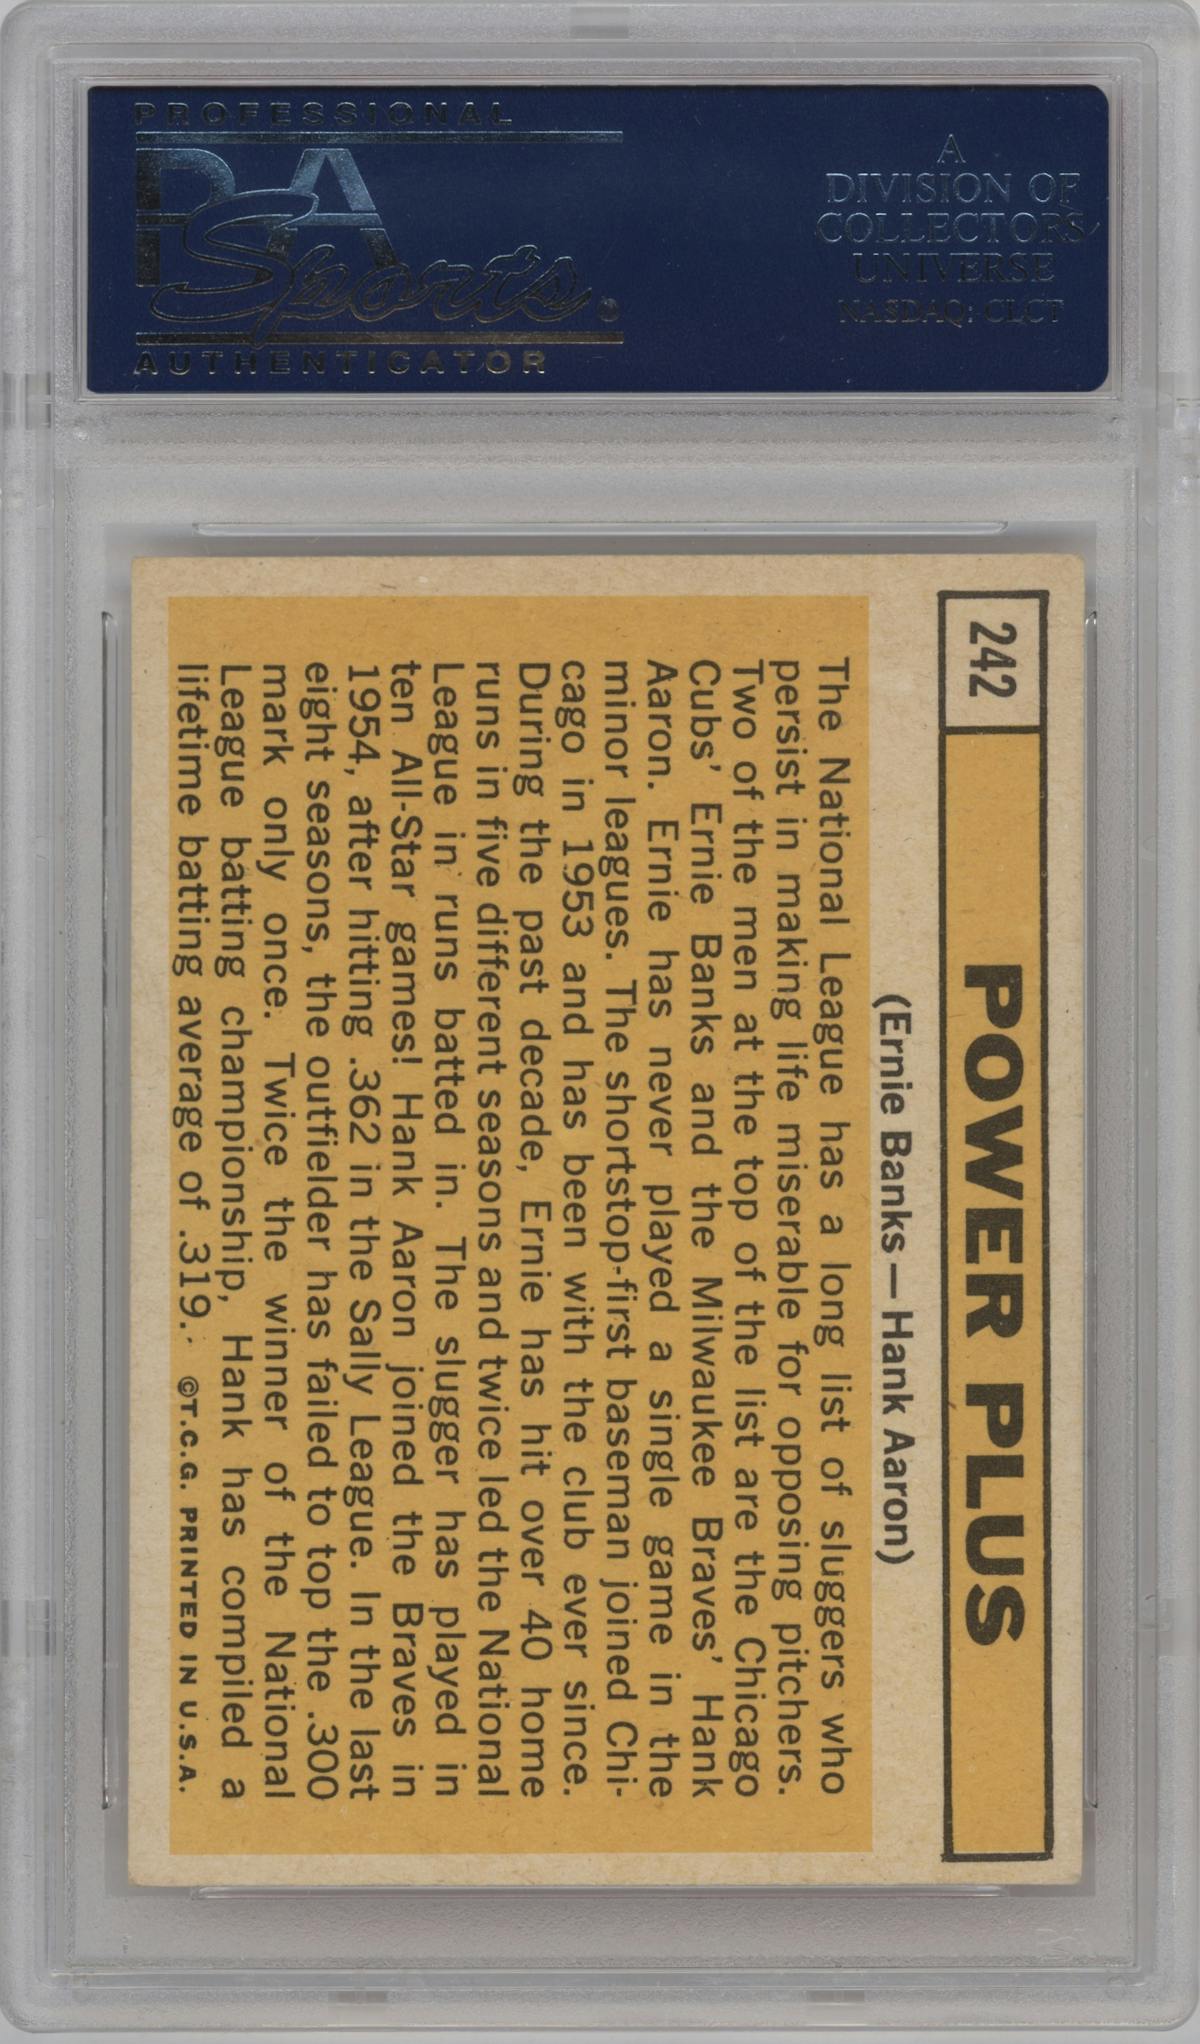 PROFESSIONAL
PSA
Sports
AUTHENTICATOR
A
DIVISION OF
COLLECTORS
UNIVERSE
NASDAQ: CLCT
242
POWER PLUS
(Ernie Banks—Hank Aaron)
The National League has a long list of sluggers who
persist in making life miserable for opposing pitchers.
Two of the men at the top of the list are the Chicago
Cubs' Ernie Banks and the Milwaukee Braves' Hank
Aaron. Ernie has never played a single game in the
minor leagues. The shortstop-first baseman joined Chi-
cago in 1953 and has been with the club ever since.
During the past decade, Ernie has hit over 40 home
runs in five different seasons and twice led the National
League in runs batted in. The slugger has played in
ten All-Star games! Hank Aaron joined the Braves in
1954, after hitting .362 in the Sally League. In the last
eight seasons, the outfielder has failed to top the .300
mark only once. Twice the winner of the National
League batting championship, Hank has compiled a
lifetime batting average of .319.
©T.C.G. PRINTED IN U.S.A.